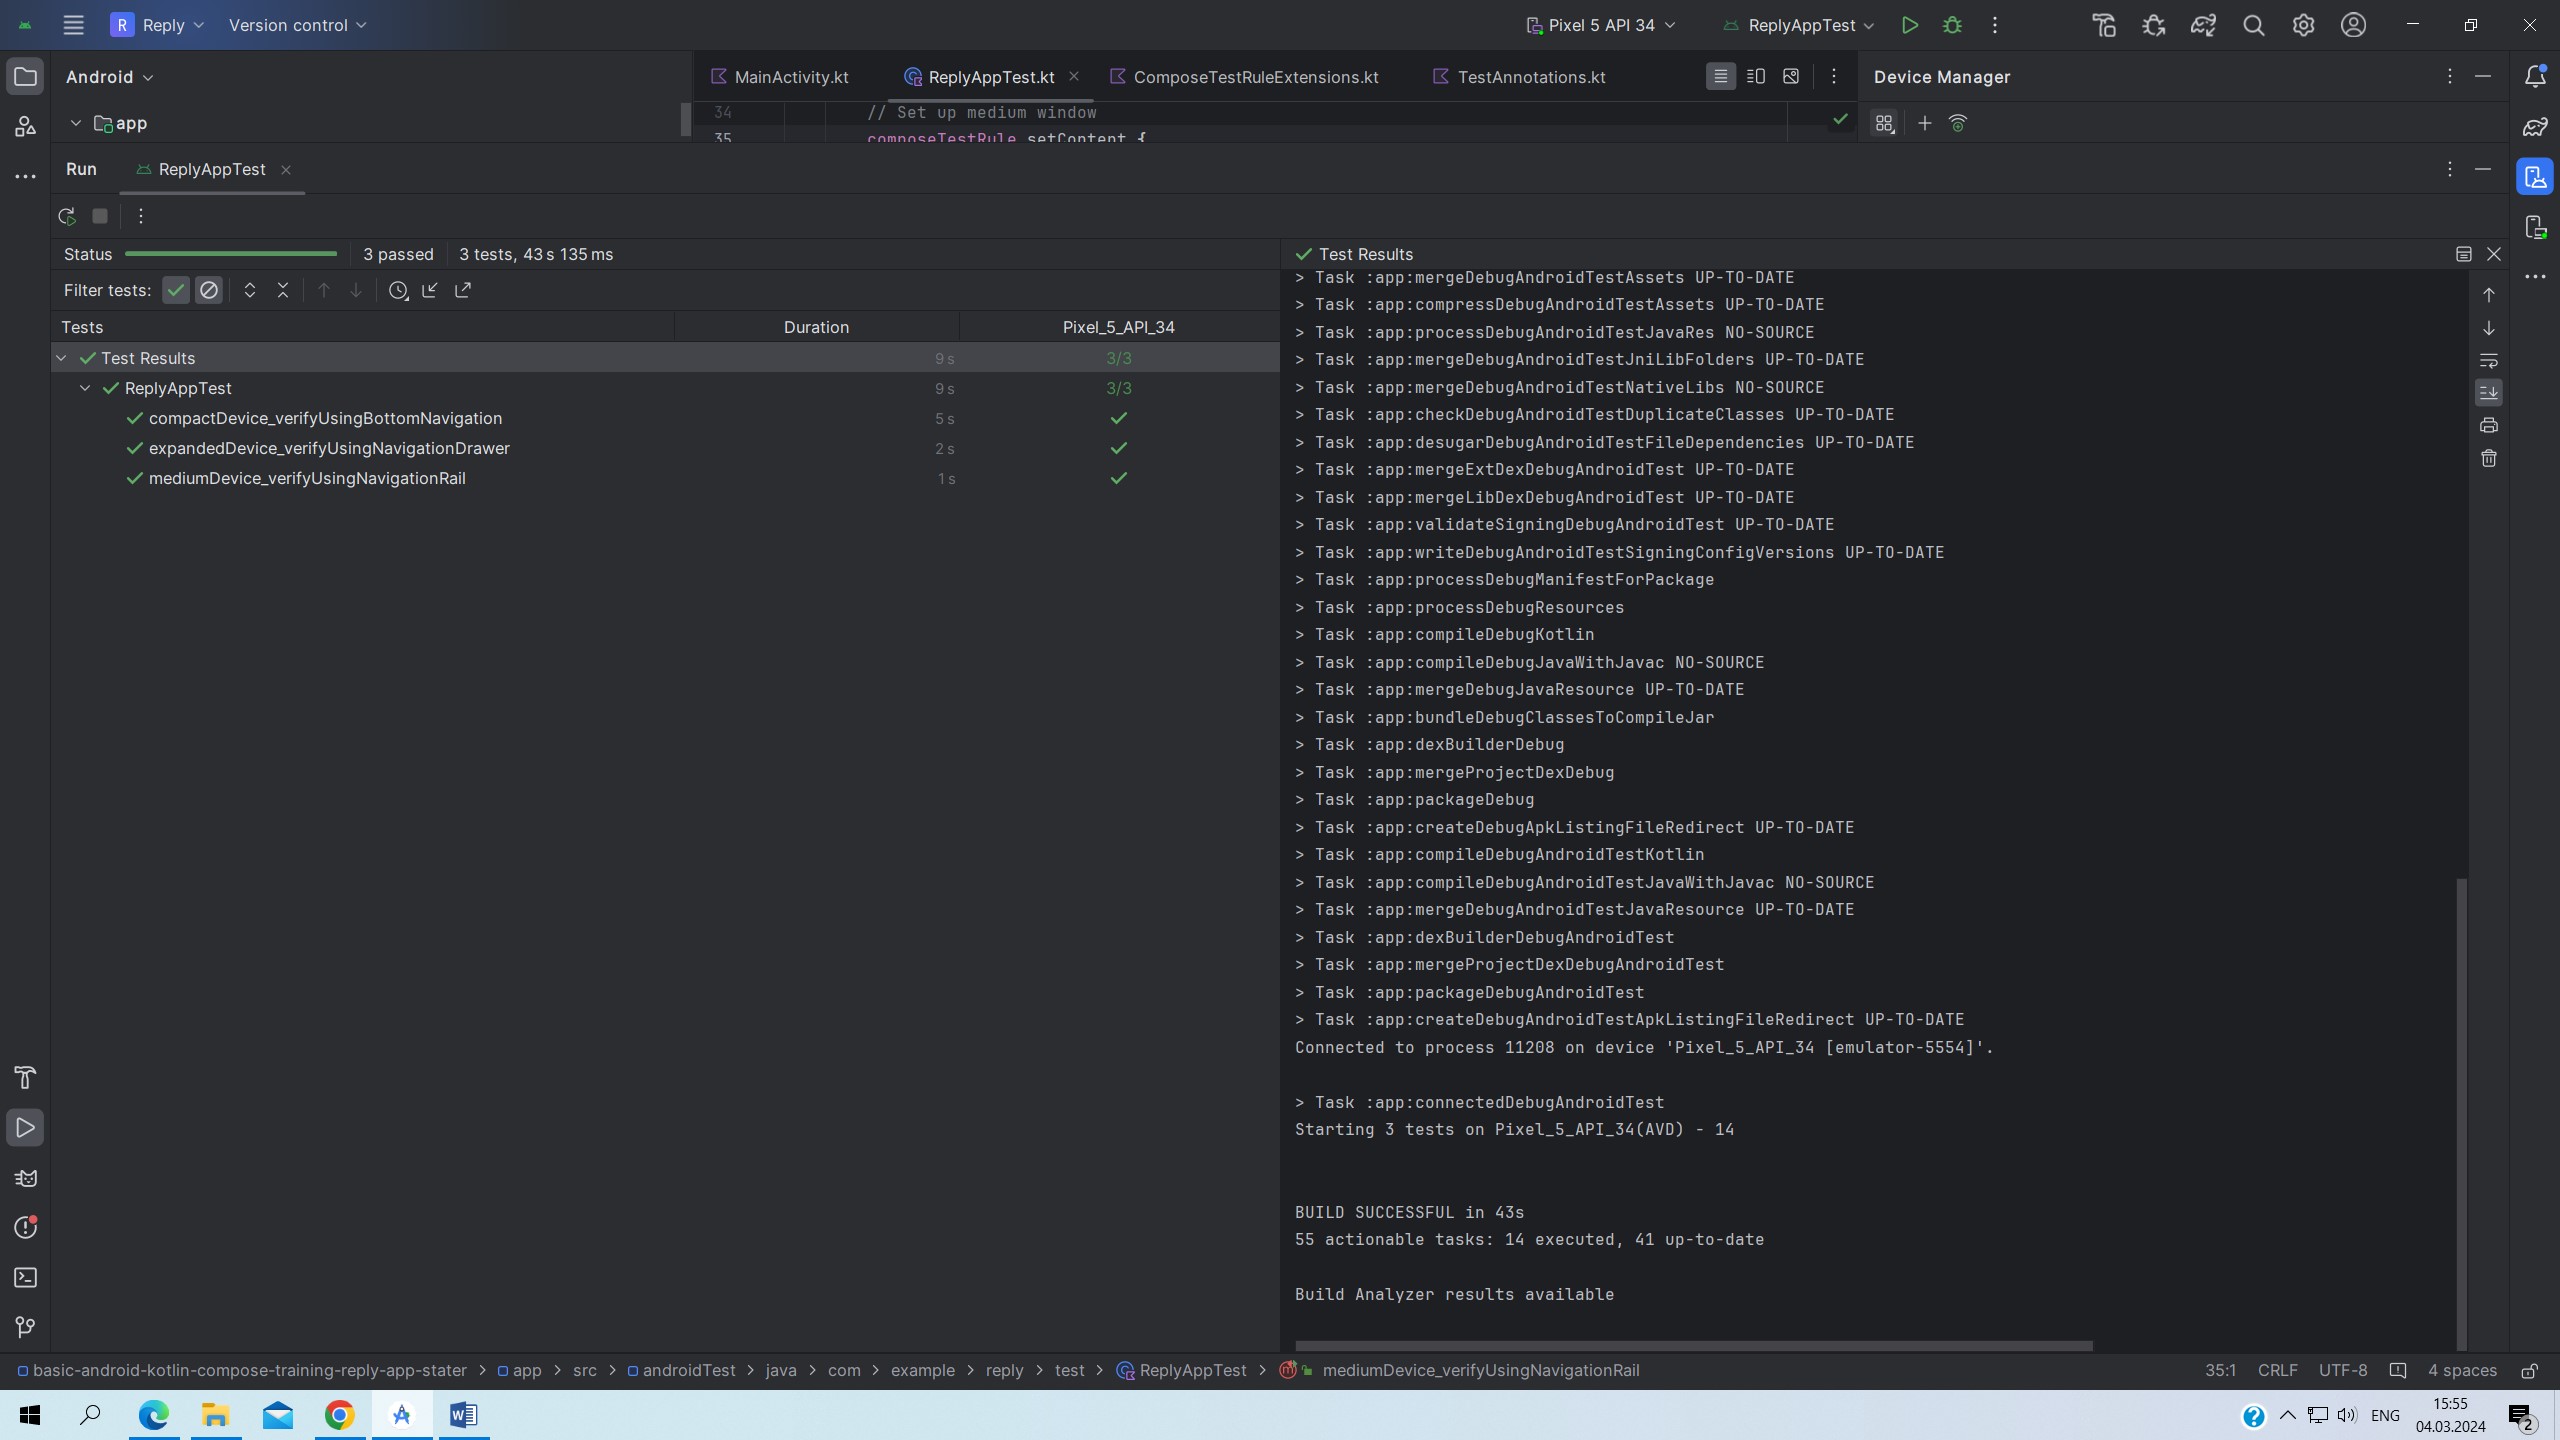 R Reply Version control Pixel 5 API 34 ReplyAppTest
Android MainActivity.kt ReplyAppTest.kt ComposeTestRuleExtensions.kt TestAnnotations.kt Device Manager
34 // Set up medium window
app
35 composeTestRule.setContent {
Run ReplyAppTest
Status 3 passed 3 tests, 43 s 135 ms
Filter tests:
Tests Duration Pixel_5_API_34
Test Results 9 s 3/3
ReplyAppTest 9 s 3/3
compactDevice_verifyUsingBottomNavigation 5 s
expandedDevice_verifyUsingNavigationDrawer 2 s
mediumDevice_verifyUsingNavigationRail 1 s
Test Results
> Task :app:mergeDebugAndroidTestAssets UP-TO-DATE
> Task :app:compressDebugAndroidTestAssets UP-TO-DATE
> Task :app:processDebugAndroidTestJavaRes NO-SOURCE
> Task :app:mergeDebugAndroidTestJniLibFolders UP-TO-DATE
> Task :app:mergeDebugAndroidTestNativeLibs NO-SOURCE
> Task :app:checkDebugAndroidTestDuplicateClasses UP-TO-DATE
> Task :app:desugarDebugAndroidTestFileDependencies UP-TO-DATE
> Task :app:mergeExtDexDebugAndroidTest UP-TO-DATE
> Task :app:mergeLibDexDebugAndroidTest UP-TO-DATE
> Task :app:validateSigningDebugAndroidTest UP-TO-DATE
> Task :app:writeDebugAndroidTestSigningConfigVersions UP-TO-DATE
> Task :app:processDebugManifestForPackage
> Task :app:processDebugResources
> Task :app:compileDebugKotlin
> Task :app:compileDebugJavaWithJavac NO-SOURCE
> Task :app:mergeDebugJavaResource UP-TO-DATE
> Task :app:bundleDebugClassesToCompileJar
> Task :app:dexBuilderDebug
> Task :app:mergeProjectDexDebug
> Task :app:packageDebug
> Task :app:createDebugApkListingFileRedirect UP-TO-DATE
> Task :app:compileDebugAndroidTestKotlin
> Task :app:compileDebugAndroidTestJavaWithJavac NO-SOURCE
> Task :app:mergeDebugAndroidTestJavaResource UP-TO-DATE
> Task :app:dexBuilderDebugAndroidTest
> Task :app:mergeProjectDexDebugAndroidTest
> Task :app:packageDebugAndroidTest
> Task :app:createDebugAndroidTestApkListingFileRedirect UP-TO-DATE
Connected to process 11208 on device 'Pixel_5_API_34 [emulator-5554]'.
> Task :app:connectedDebugAndroidTest
Starting 3 tests on Pixel_5_API_34(AVD) - 14
BUILD SUCCESSFUL in 43s
55 actionable tasks: 14 executed, 41 up-to-date
Build Analyzer results available
basic-android-kotlin-compose-training-reply-app-stater > app > src > androidTest > java > com > example > reply > test > ReplyAppTest > mediumDevice_verifyUsingNavigationRail 35:1 CRLF UTF-8 4 spaces
ENG 15:55
04.03.2024 2